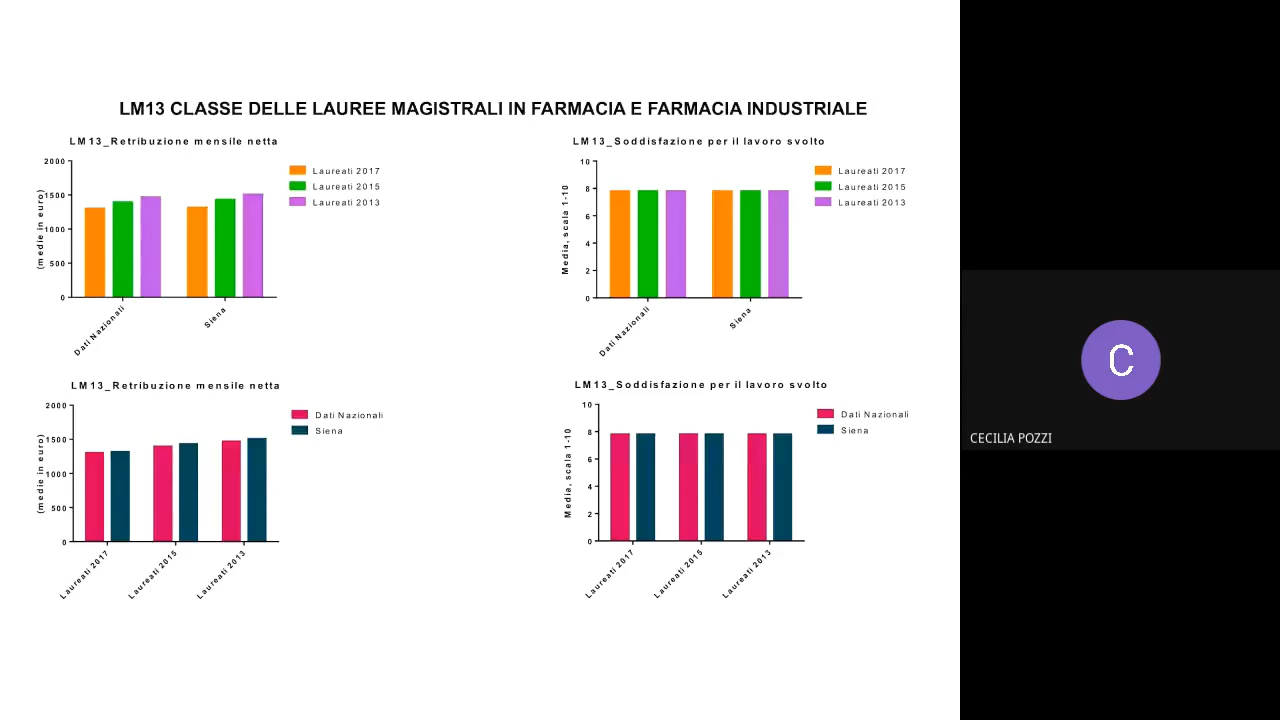 LM13 CLASSE DELLE LAUREE MAGISTRALI IN FARMACIA E FARMACIA INDUSTRIALE
LM13_Retribuzione mensile netta
(medie in euro)
2000
1500
1000
500
0
Dati Nazionali
Siena
Laureati 2017
Laureati 2015
Laureati 2013
LM13_Soddisfazione per il lavoro svolto
Media, scala 1-10
10
8
6
4
2
0
Dati Nazionali
Siena
Laureati 2017
Laureati 2015
Laureati 2013
LM13_Retribuzione mensile netta
(medie in euro)
2000
1500
1000
500
0
Laureati 2017
Laureati 2015
Laureati 2013
Dati Nazionali
Siena
LM13_Soddisfazione per il lavoro svolto
Media, scala 1-10
10
8
6
4
2
0
Laureati 2017
Laureati 2015
Laureati 2013
Dati Nazionali
Siena
C
CECILIA POZZI